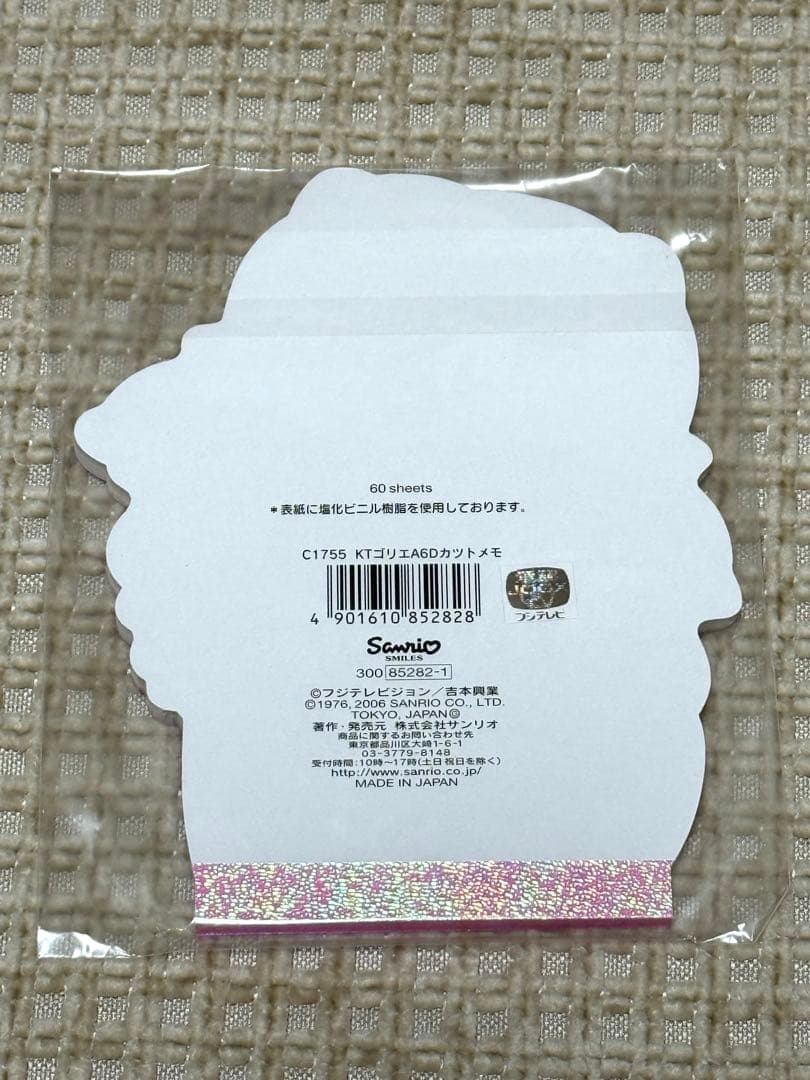 60 sheets
＊表紙に塩化ビニル樹脂を使用しております。
C1755 KTゴリエA6Dカツトメモ
4 901610 852828
フジテレビ
Sanrio
SMILES
300 85282-1
©フジテレビジョン／吉本興業
©1976, 2006 SANRIO CO., LTD.
TOKYO, JAPAN Ⓖ
著作・発売元 株式会社サンリオ
商品に関するお問い合わせ先
東京都品川区大崎1-6-1
03-3779-8148
受付時間：10時〜17時(土日祝日を除く)
http://www.sanrio.co.jp/
MADE IN JAPAN